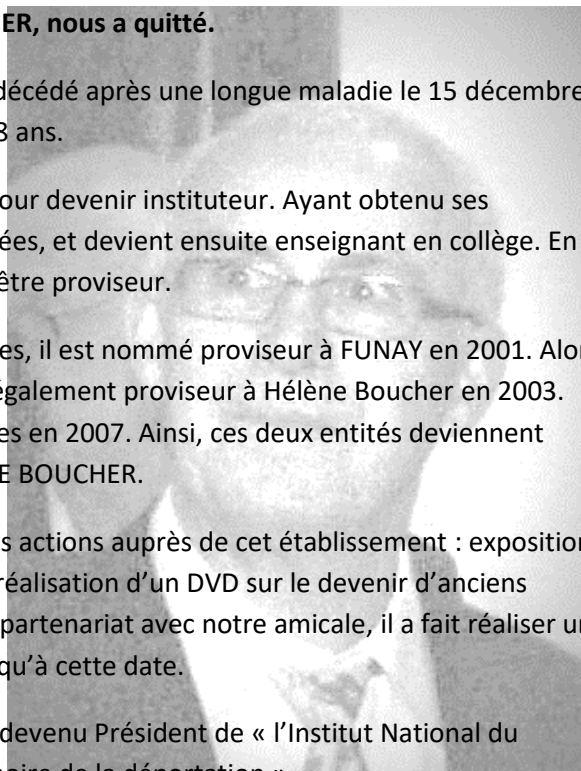 ER, nous a quitté.
décédé après une longue maladie le 15 décembre
ans.
our devenir instituteur. Ayant obtenu ses
ées, et devient ensuite enseignant en collège. En
être proviseur.
es, il est nommé proviseur à FUNAY en 2001. Alor
également proviseur à Hélène Boucher en 2003.
es en 2007. Ainsi, ces deux entités deviennent
E BOUCHER.
s actions auprès de cet établissement : exposition
réalisation d’un DVD sur le devenir d’anciens
partenariat avec notre amicale, il a fait réaliser un
qu’à cette date.
devenu Président de « l’Institut National du
de la déportation »